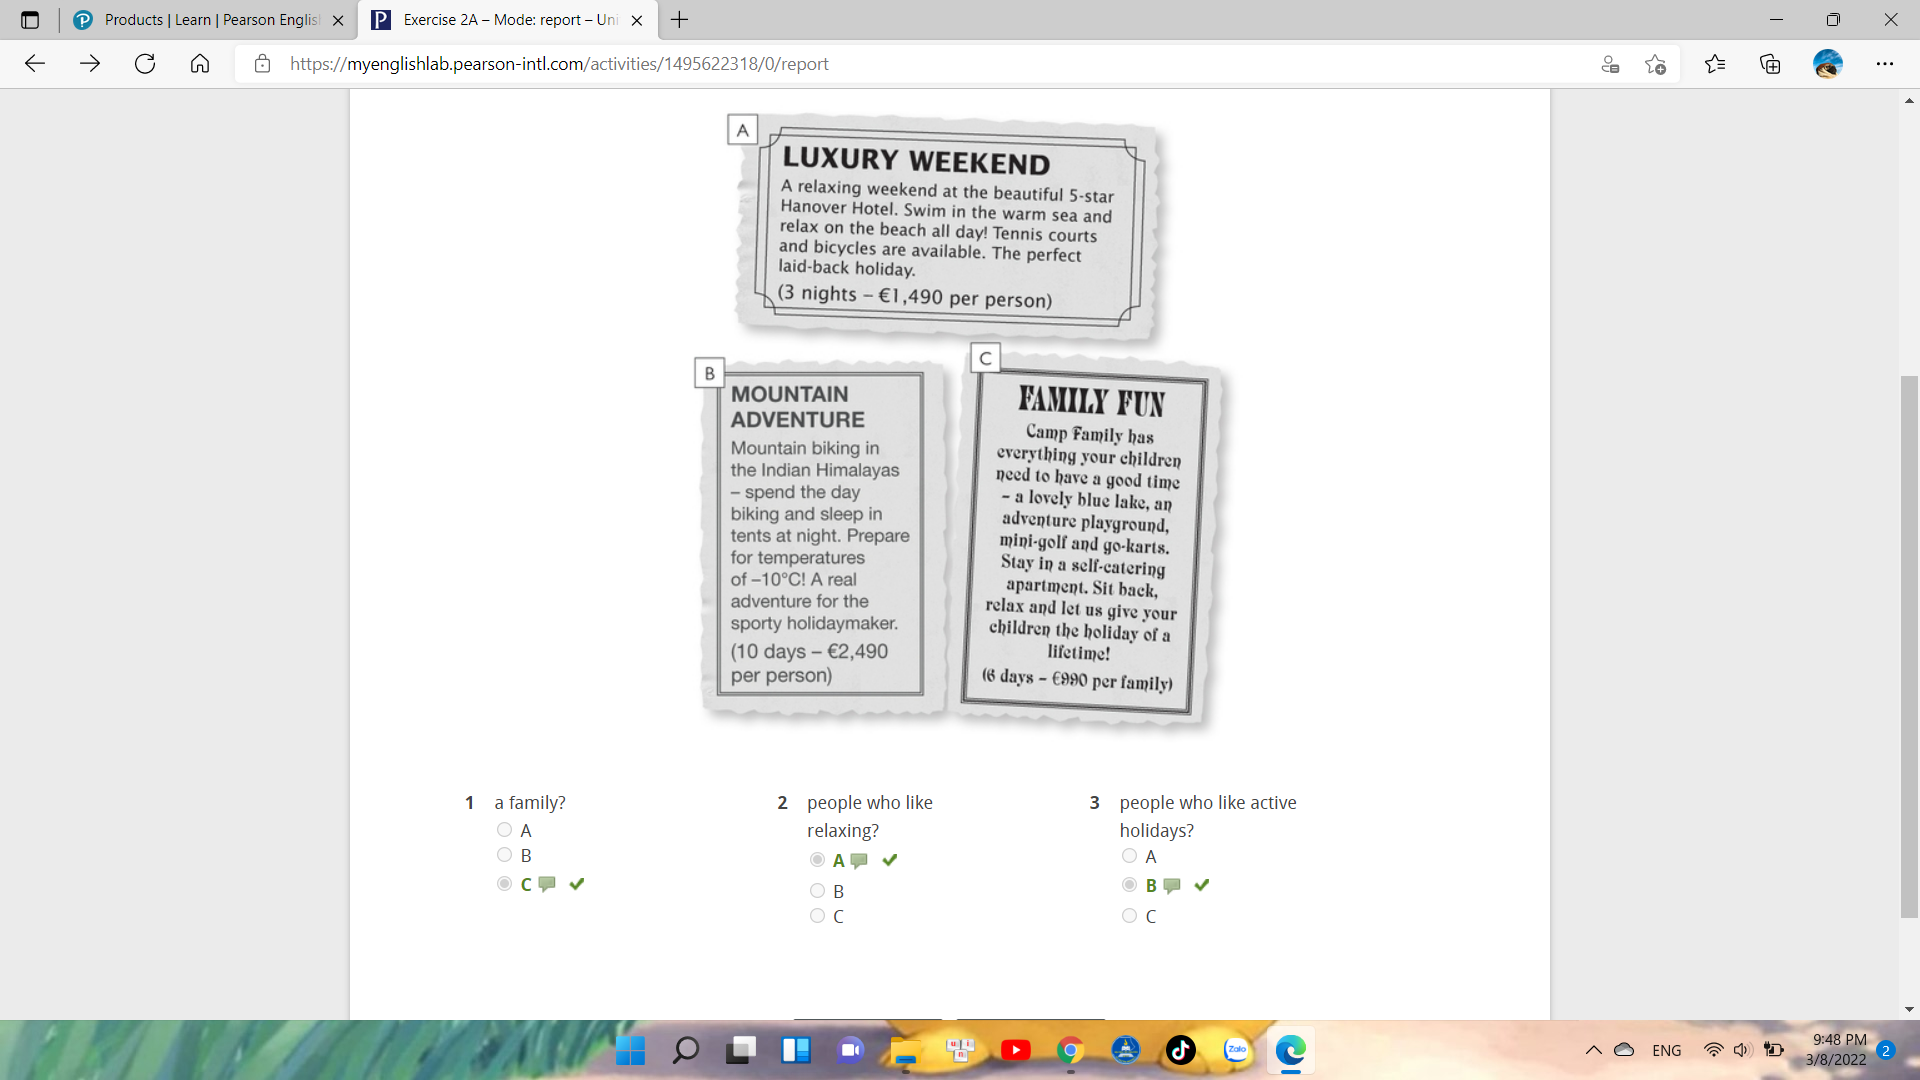 Products | Learn | Pearson Englis
Exercise 2A – Mode: report – Uni
https://myenglishlab.pearson-intl.com/activities/1495622318/0/report
A
LUXURY WEEKEND
A relaxing weekend at the beautiful 5-star
Hanover Hotel. Swim in the warm sea and
relax on the beach all day! Tennis courts
and bicycles are available. The perfect
laid-back holiday.
(3 nights – €1,490 per person)
B
MOUNTAIN
ADVENTURE
Mountain biking in
the Indian Himalayas
– spend the day
biking and sleep in
tents at night. Prepare
for temperatures
of –10°C! A real
adventure for the
sporty holidaymaker.
(10 days – €2,490
per person)
C
FAMILY FUN
Camp Family has
everything your children
need to have a good time
– a lovely blue lake, an
adventure playground,
mini-golf and go-karts.
Stay in a self-catering
apartment. Sit back,
relax and let us give your
children the holiday of a
lifetime!
(6 days – €990 per family)
1 a family?
A
B
C
2 people who like
relaxing?
A
B
C
3 people who like active
holidays?
A
B
C
Zalo
ENG
9:48 PM
3/8/2022
2